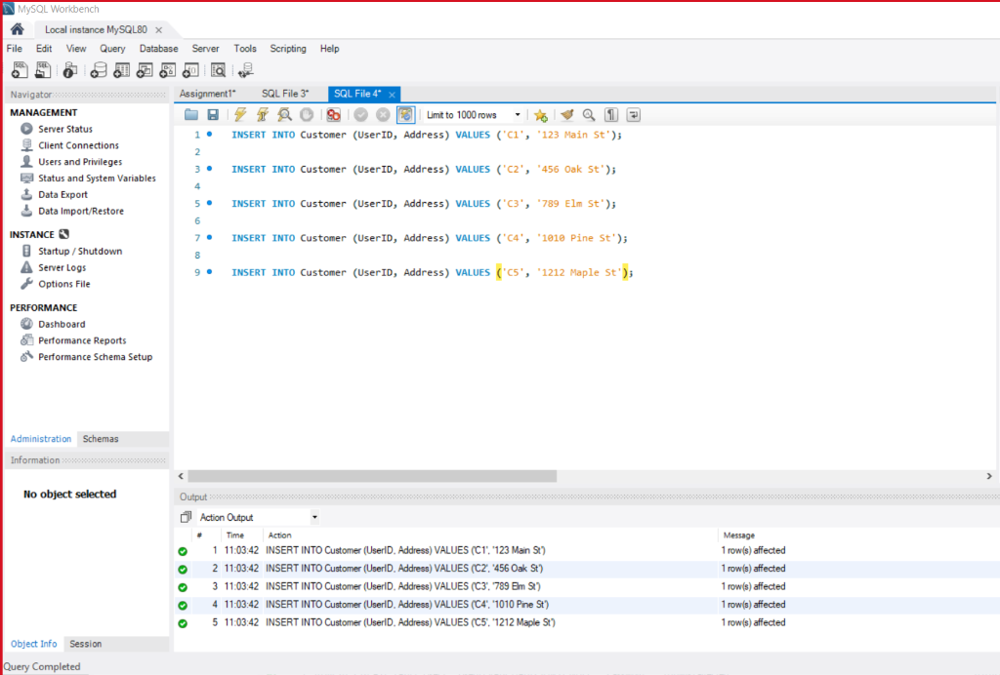 MySQL Workbench
Local instance MySQL80 ×
File Edit View Query Database Server Tools Scripting Help
Navigator
MANAGEMENT
Server Status
Client Connections
Users and Privileges
Status and System Variables
Data Export
Data Import/Restore
INSTANCE
Startup / Shutdown
Server Logs
Options File
PERFORMANCE
Dashboard
Performance Reports
Performance Schema Setup
Administration Schemas
Information
No object selected
Object Info Session
Query Completed
Assignment1* SQL File 3* SQL File 4* ×
Limit to 1000 rows
1 INSERT INTO Customer (UserID, Address) VALUES ('C1', '123 Main St');
2
3 INSERT INTO Customer (UserID, Address) VALUES ('C2', '456 Oak St');
4
5 INSERT INTO Customer (UserID, Address) VALUES ('C3', '789 Elm St');
6
7 INSERT INTO Customer (UserID, Address) VALUES ('C4', '1010 Pine St');
8
9 INSERT INTO Customer (UserID, Address) VALUES ('C5', '1212 Maple St');
Output
Action Output
# Time Action Message
1 11:03:42 INSERT INTO Customer (UserID, Address) VALUES ('C1', '123 Main St') 1 row(s) affected
2 11:03:42 INSERT INTO Customer (UserID, Address) VALUES ('C2', '456 Oak St') 1 row(s) affected
3 11:03:42 INSERT INTO Customer (UserID, Address) VALUES ('C3', '789 Elm St') 1 row(s) affected
4 11:03:42 INSERT INTO Customer (UserID, Address) VALUES ('C4', '1010 Pine St') 1 row(s) affected
5 11:03:42 INSERT INTO Customer (UserID, Address) VALUES ('C5', '1212 Maple St') 1 row(s) affected